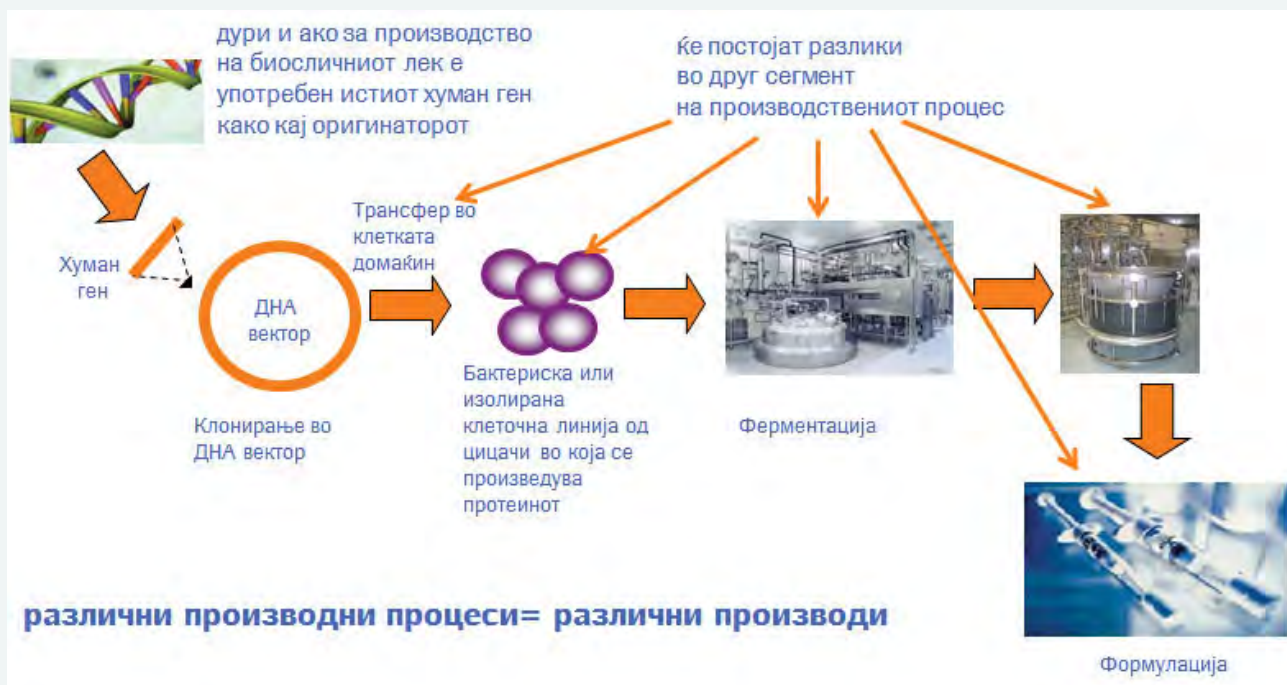 дури и ако за производство
на биосличниот лек е
употребен истиот хуман ген
како кај оригинаторот
ќе постојат разлики
во друг сегмент
на производствениот процес
Хуман
ген
ДНА
вектор
Клонирање во
ДНА вектор
Трансфер во
клетката
домаќин
Бактериска или
изолирана
клеточна линија од
цицачи во која се
произведува
протеинот
Ферментација
Формулација
различни производни процеси= различни производи